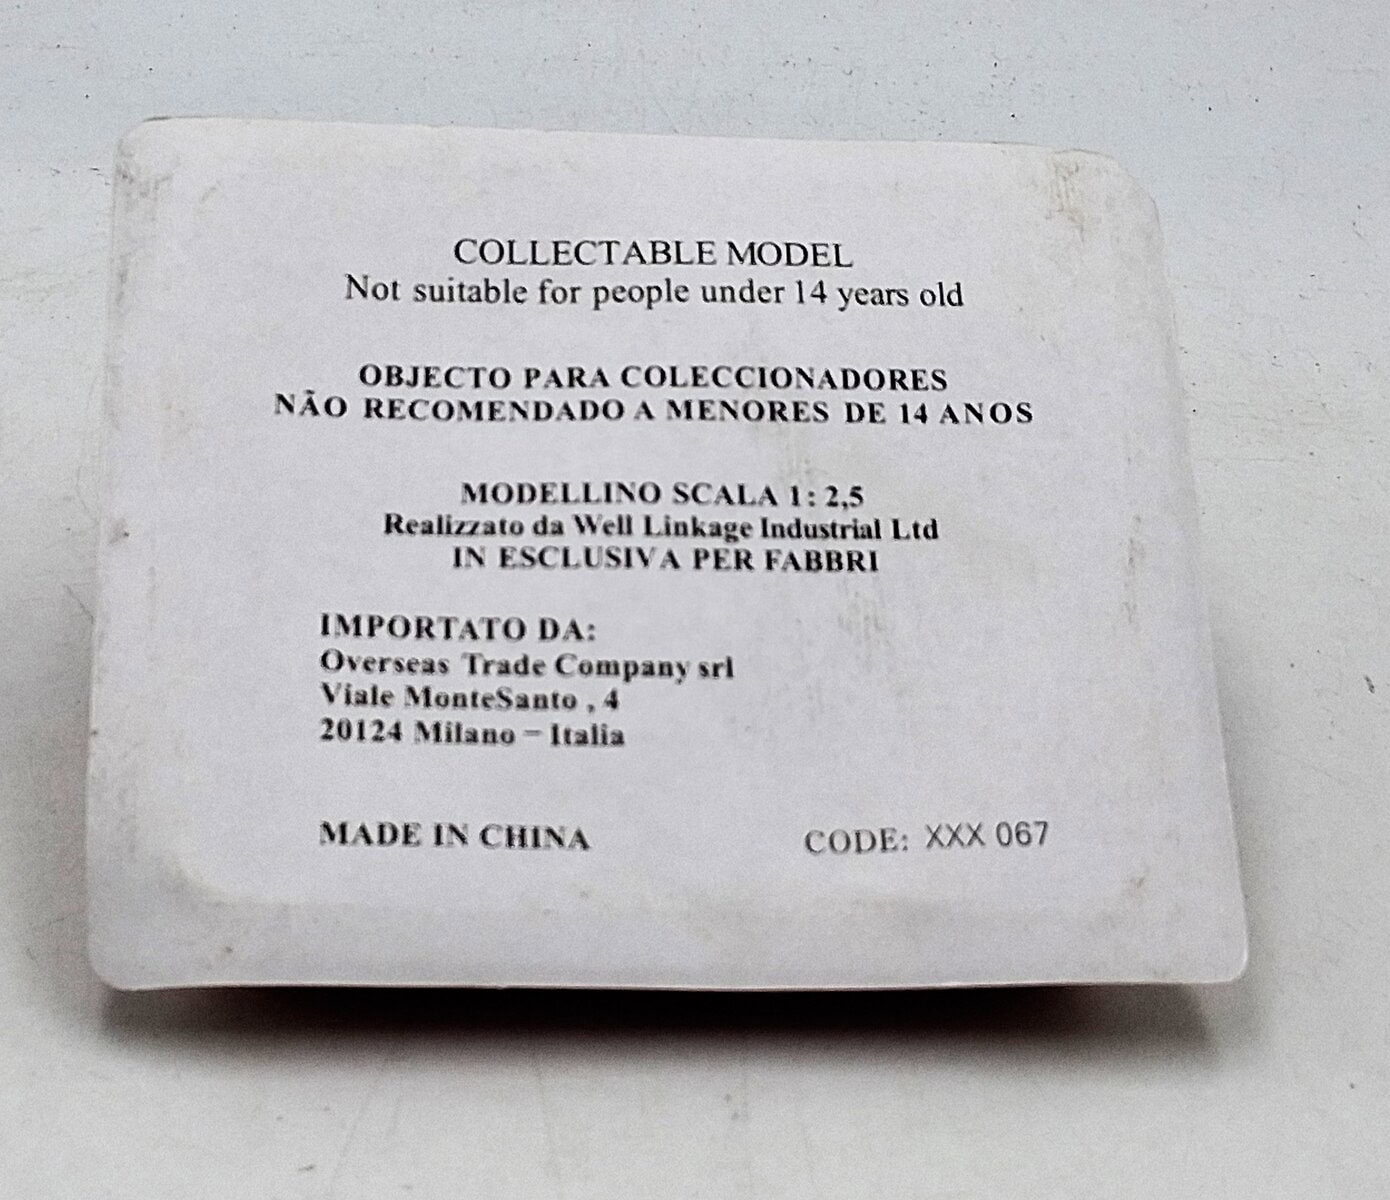 COLLECTABLE MODEL
Not suitable for people under 14 years old
OBJECTO PARA COLECCIONADORES
NÃO RECOMENDADO A MENORES DE 14 ANOS
MODELLINO SCALA 1: 2,5
Realizzato da Well Linkage Industrial Ltd
IN ESCLUSIVA PER FABBRI
IMPORTATO DA:
Overseas Trade Company srl
Viale MonteSanto , 4
20124 Milano – Italia
MADE IN CHINA
CODE: XXX 067